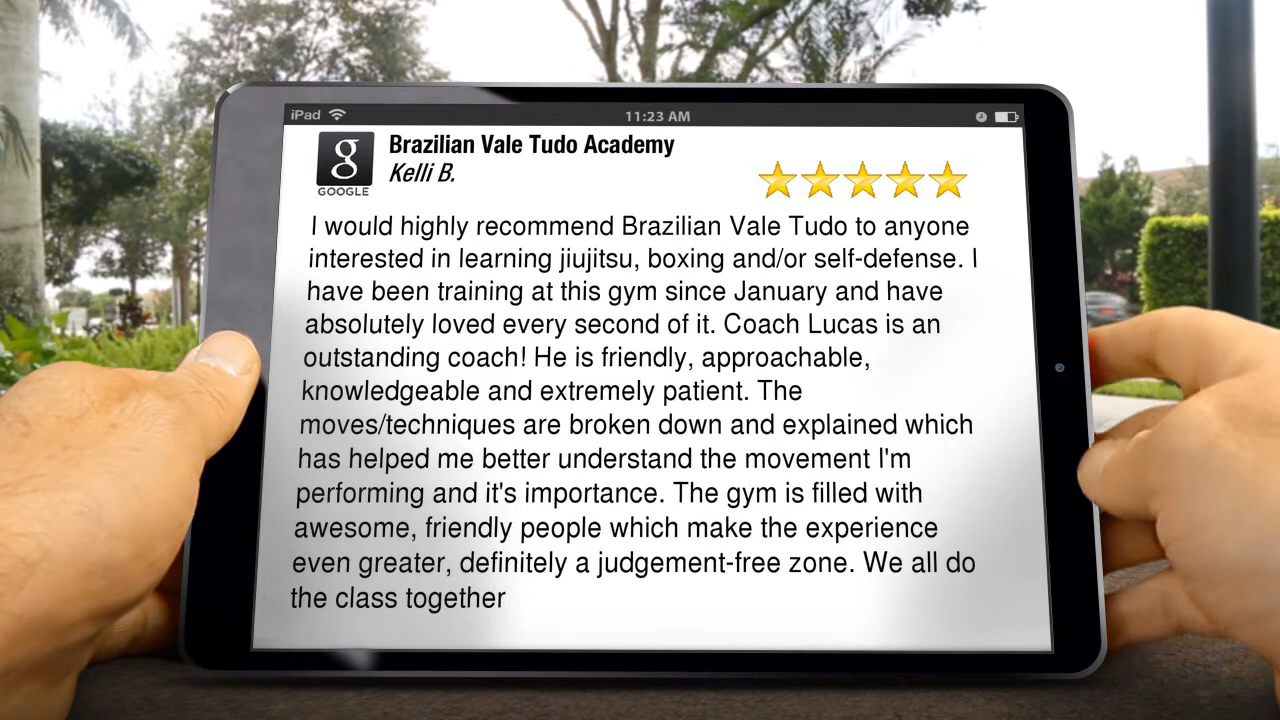 iPad
11:23 AM
g
GOOGLE
Brazilian Vale Tudo Academy
Kelli B.
I would highly recommend Brazilian Vale Tudo to anyone
interested in learning jiujitsu, boxing and/or self-defense. I
have been training at this gym since January and have
absolutely loved every second of it. Coach Lucas is an
outstanding coach! He is friendly, approachable,
knowledgeable and extremely patient. The
moves/techniques are broken down and explained which
has helped me better understand the movement I'm
performing and it's importance. The gym is filled with
awesome, friendly people which make the experience
even greater, definitely a judgement-free zone. We all do
the class together